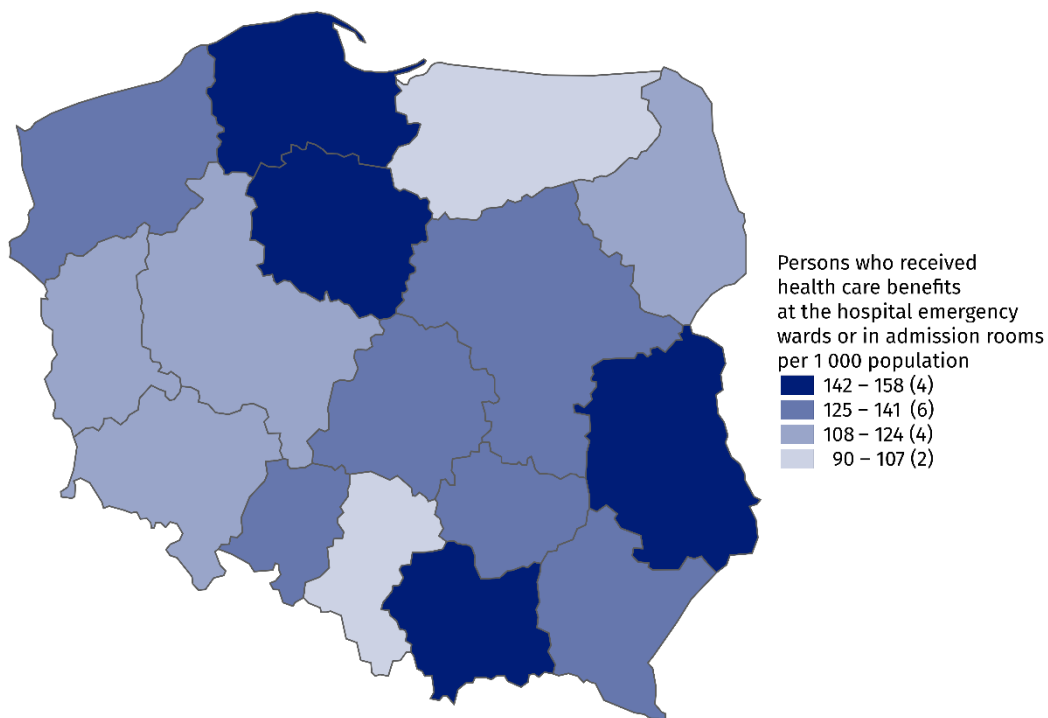 Persons who received
health care benefits
at the hospital emergency
wards or in admission rooms
per 1 000 population
142 – 158 (4)
125 – 141 (6)
108 – 124 (4)
90 – 107 (2)